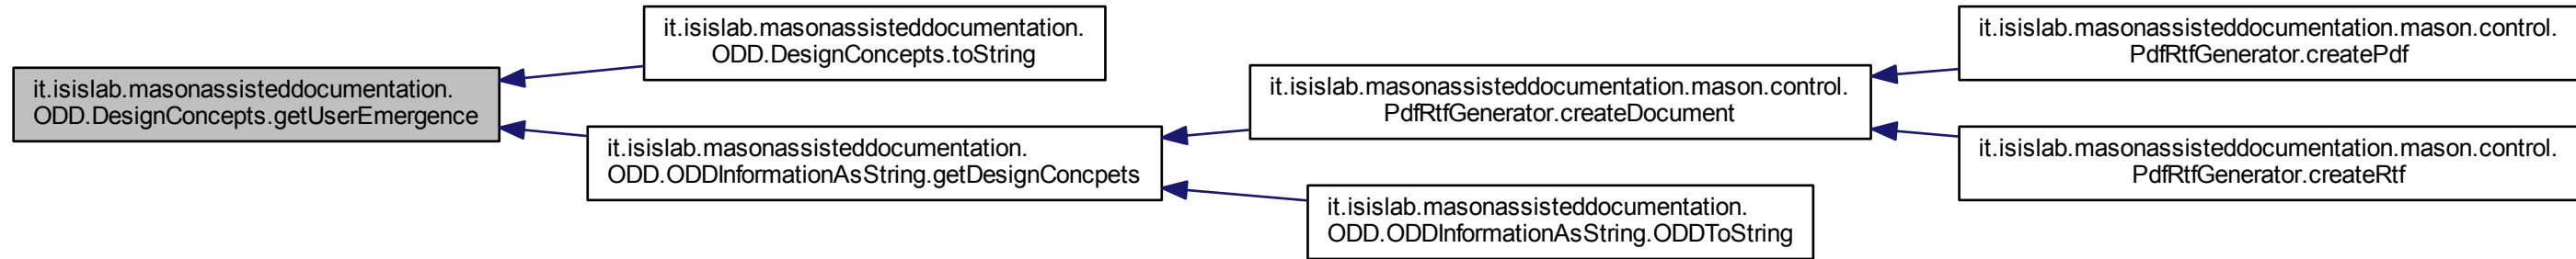 it.isislab.masonassisteddocumentation.
ODD.DesignConcepts.getUserEmergence
it.isislab.masonassisteddocumentation.
ODD.DesignConcepts.toString
it.isislab.masonassisteddocumentation.
ODD.ODDInformationAsString.getDesignConcpets
it.isislab.masonassisteddocumentation.mason.control.
PdfRtfGenerator.createDocument
it.isislab.masonassisteddocumentation.
ODD.ODDInformationAsString.ODDToString
it.isislab.masonassisteddocumentation.mason.control.
PdfRtfGenerator.createPdf
it.isislab.masonassisteddocumentation.mason.control.
PdfRtfGenerator.createRtf